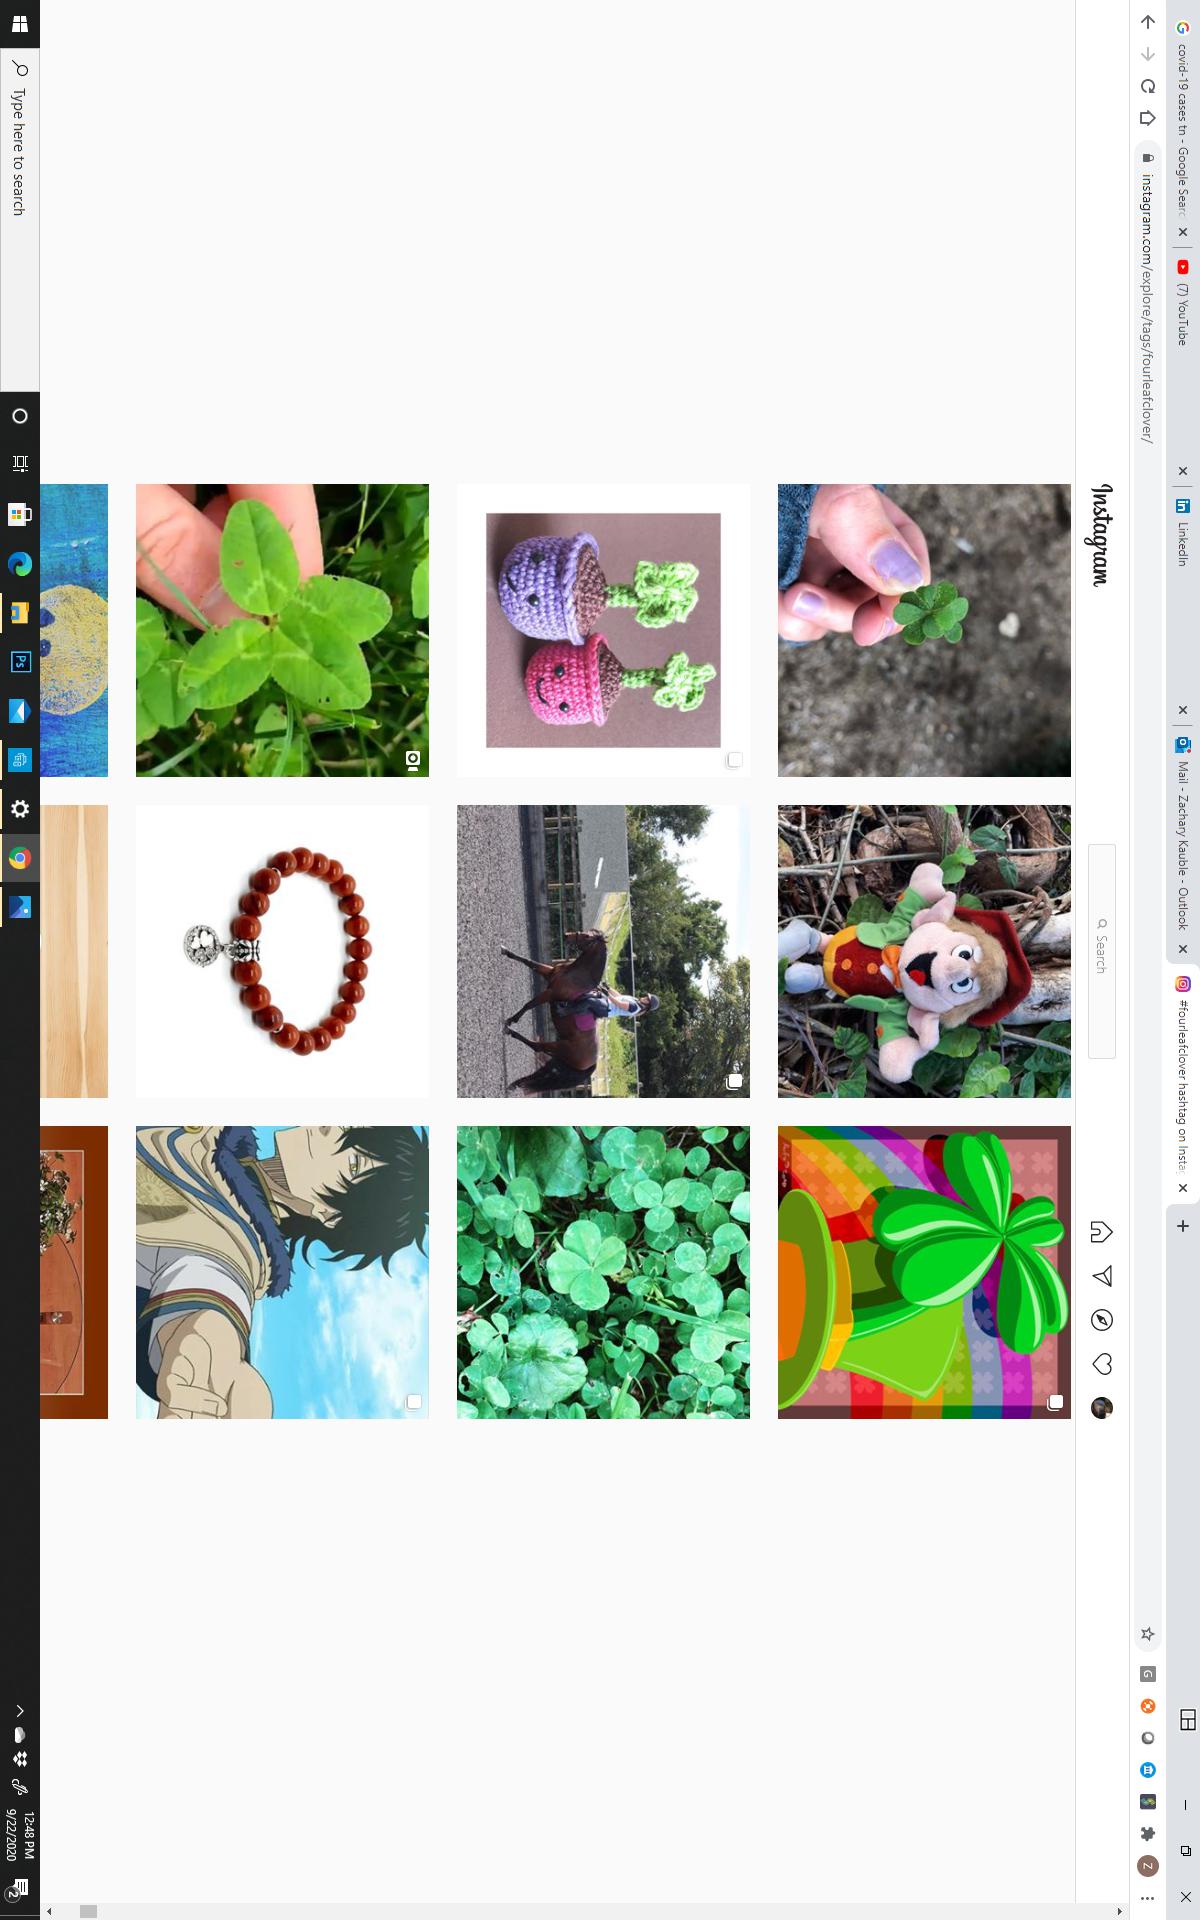 covid-19 cases tn - Google Searc
(7) YouTube
LinkedIn
Mail - Zachary Kauble - Outlook
#fourleafclover hashtag on Insta
instagram.com/explore/tags/fourleafclover/
G
Z
Instagram
Search
Type here to search
Ps
12:48 PM
9/22/2020
2